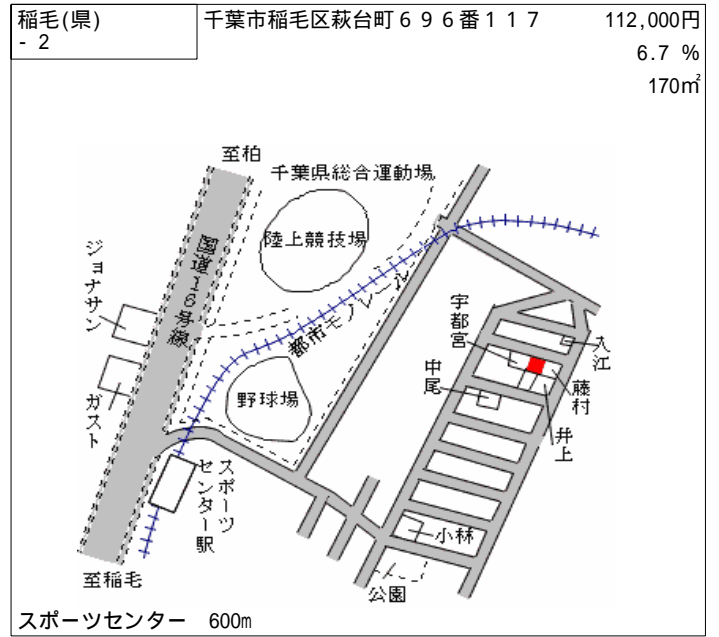 稲毛(県)
- 2
千葉市稲毛区萩台町６９６番１１７
112,000円
6.7 %
170㎡
至柏
千葉県総合運動場
陸上競技場
国道16号線
ジョナサン
都市モノレール
宇都宮
入江
中尾
藤村
ガスト
野球場
井上
スポーツ
センター駅
小林
至稲毛
公園
スポーツセンター 600m